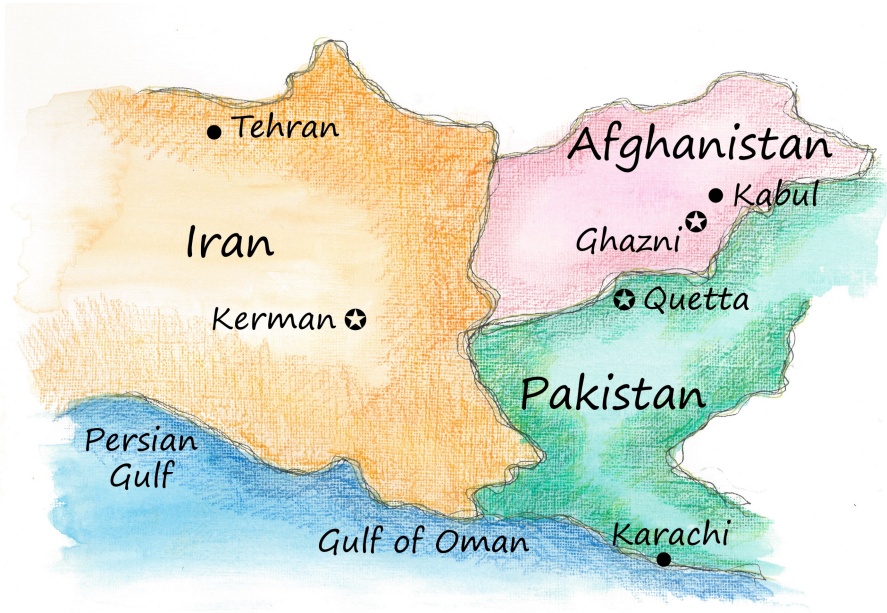 Tehran
Afghanistan
Kabul
Iran
Ghazni
Quetta
Kerman
Pakistan
Persian
Gulf
Gulf of Oman
Karachi